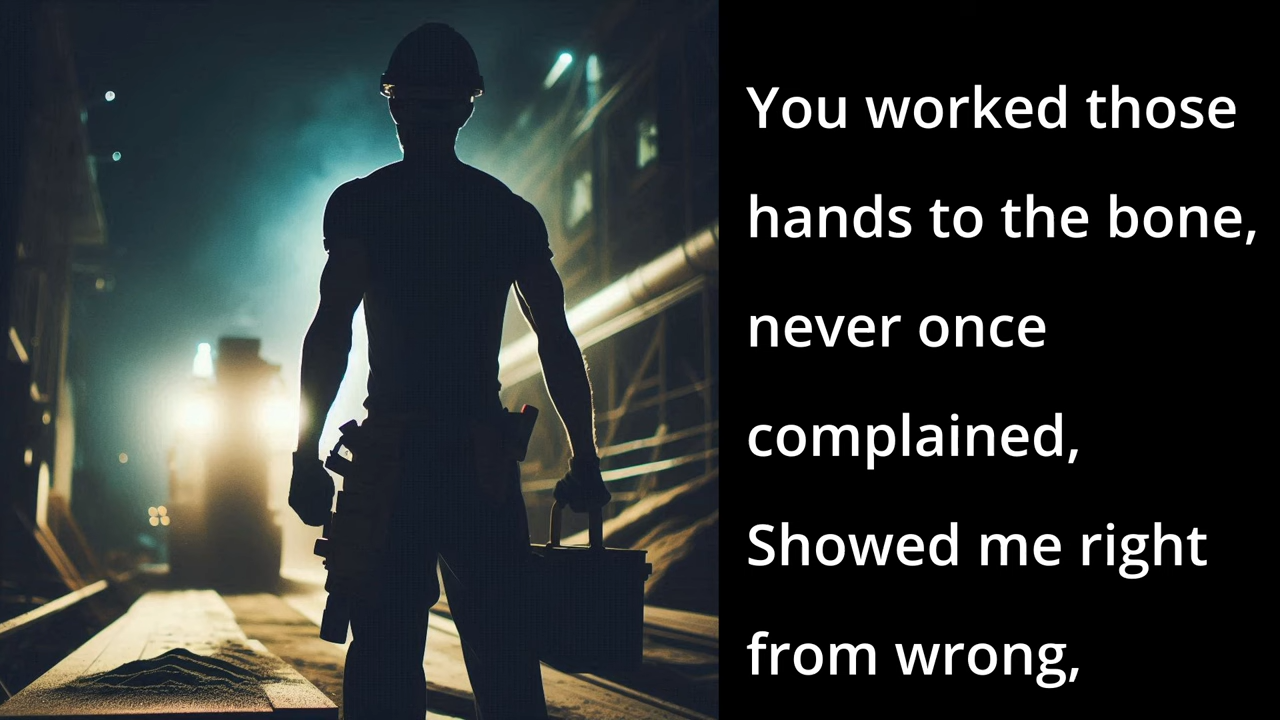 You worked those
hands to the bone,
never once
complained,
Showed me right
from wrong,